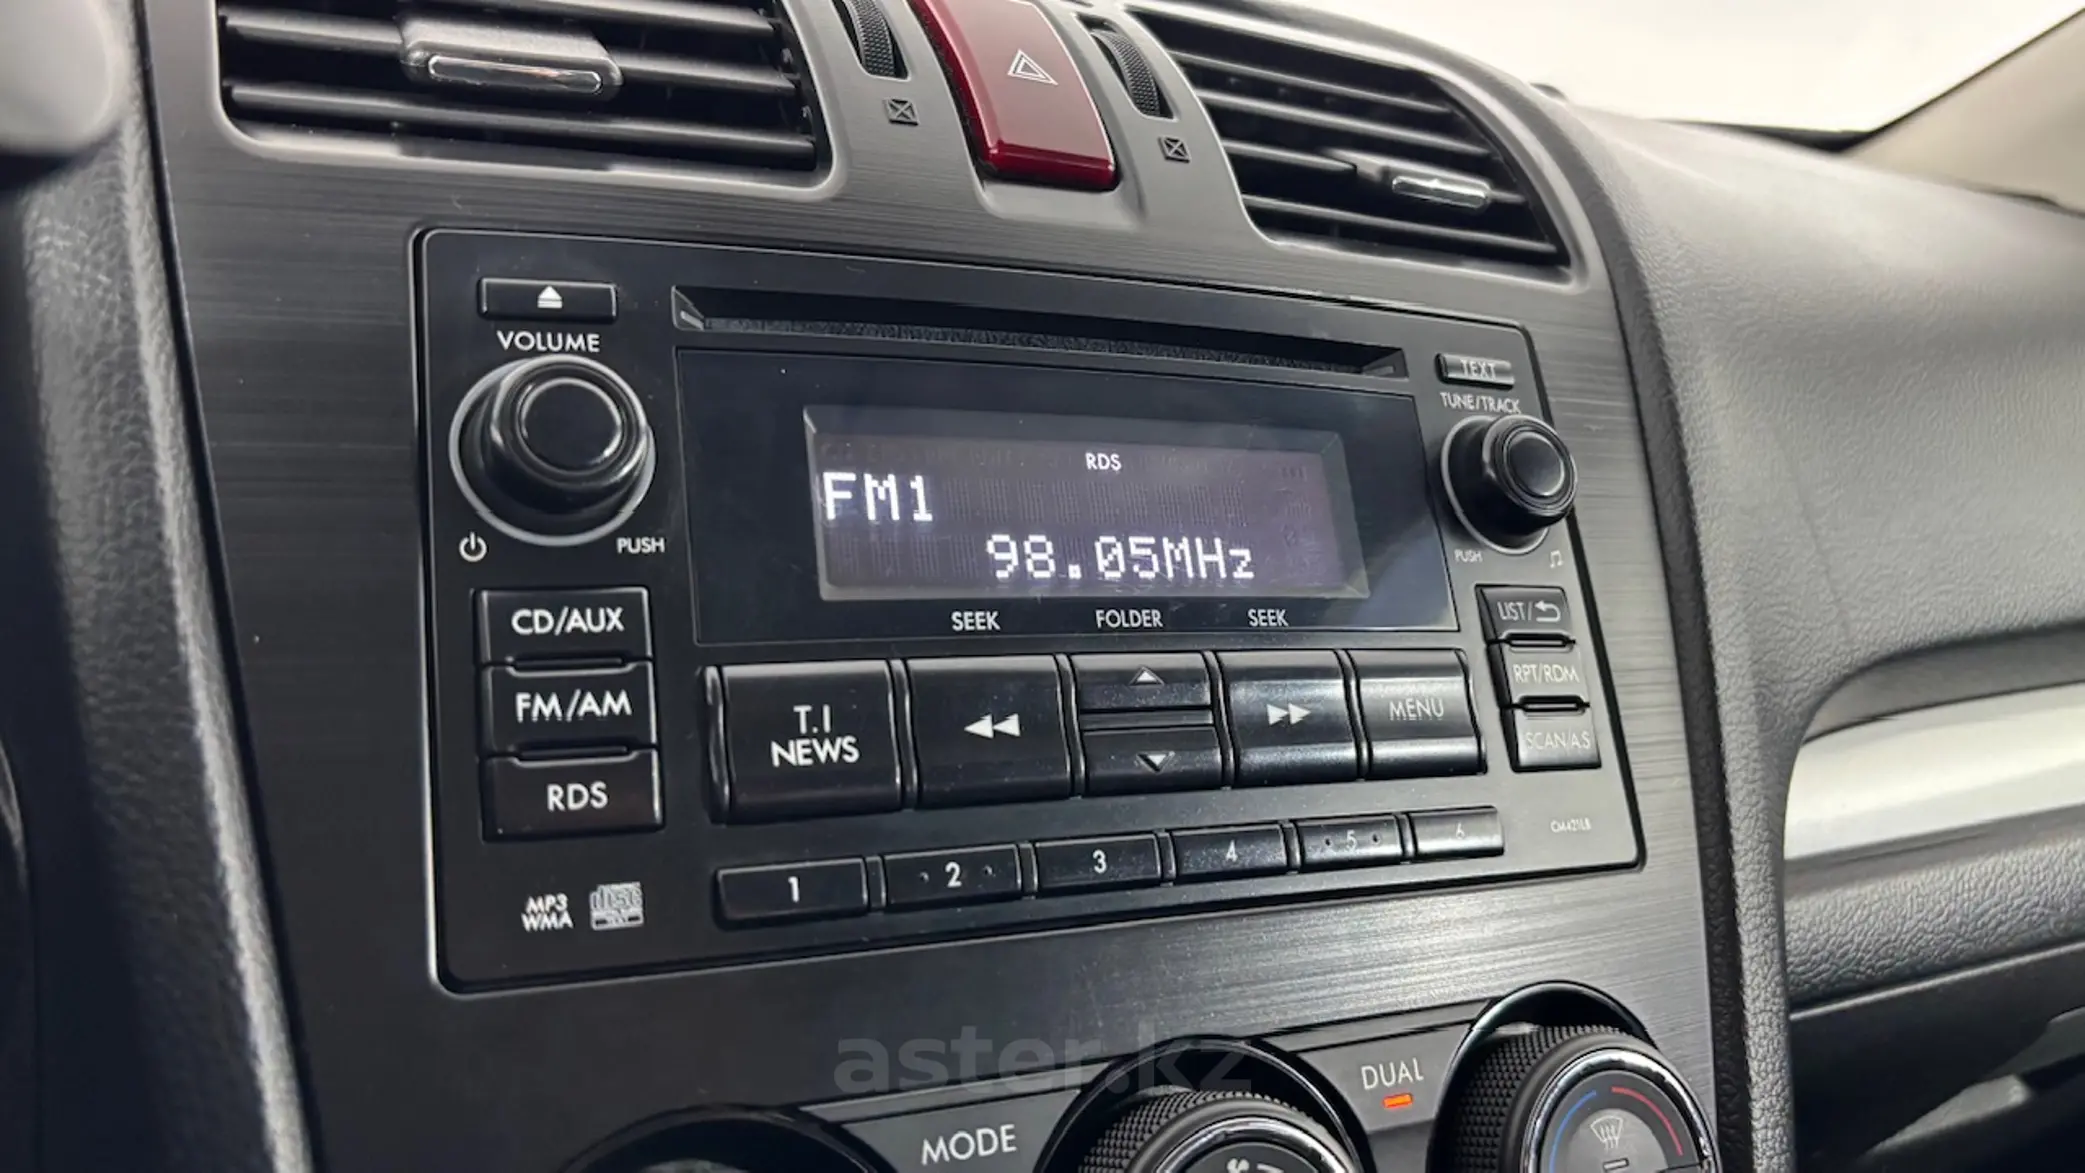 VOLUME
TEXT
TUNE/TRACK
RDS
FM1
98.05MHz
PUSH
PUSH
SEEK
FOLDER
SEEK
CD/AUX
LIST/
FM/AM
T.I
NEWS
MENU
RPT/RDM
SCAN/A.S
RDS
1
2
3
4
5
6
MP3
WMA
disc
aster.kz
MODE
DUAL